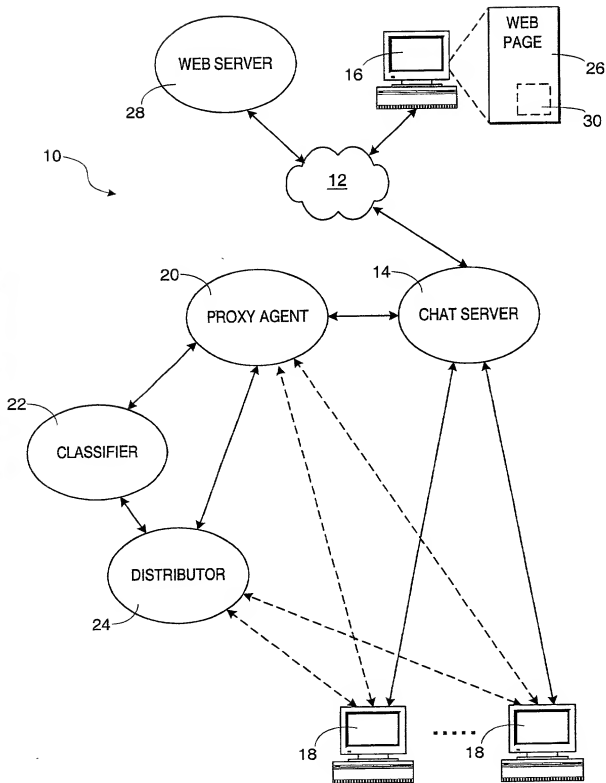 WEB SERVER
28
16
WEB
PAGE
26
30
10
12
20
PROXY AGENT
14
CHAT SERVER
22
CLASSIFIER
DISTRIBUTOR
24
18
18